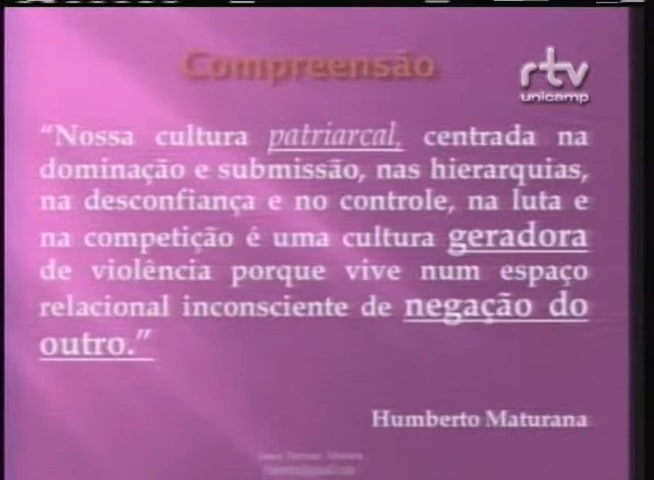 Compreensão
rtv
unicamp
“Nossa cultura patriarcal, centrada na
dominação e submissão, nas hierarquias,
na desconfiança e no controle, na luta e
na competição é uma cultura geradora
de violência porque vive num espaço
relacional inconsciente de negação do
outro.”
Humberto Maturana